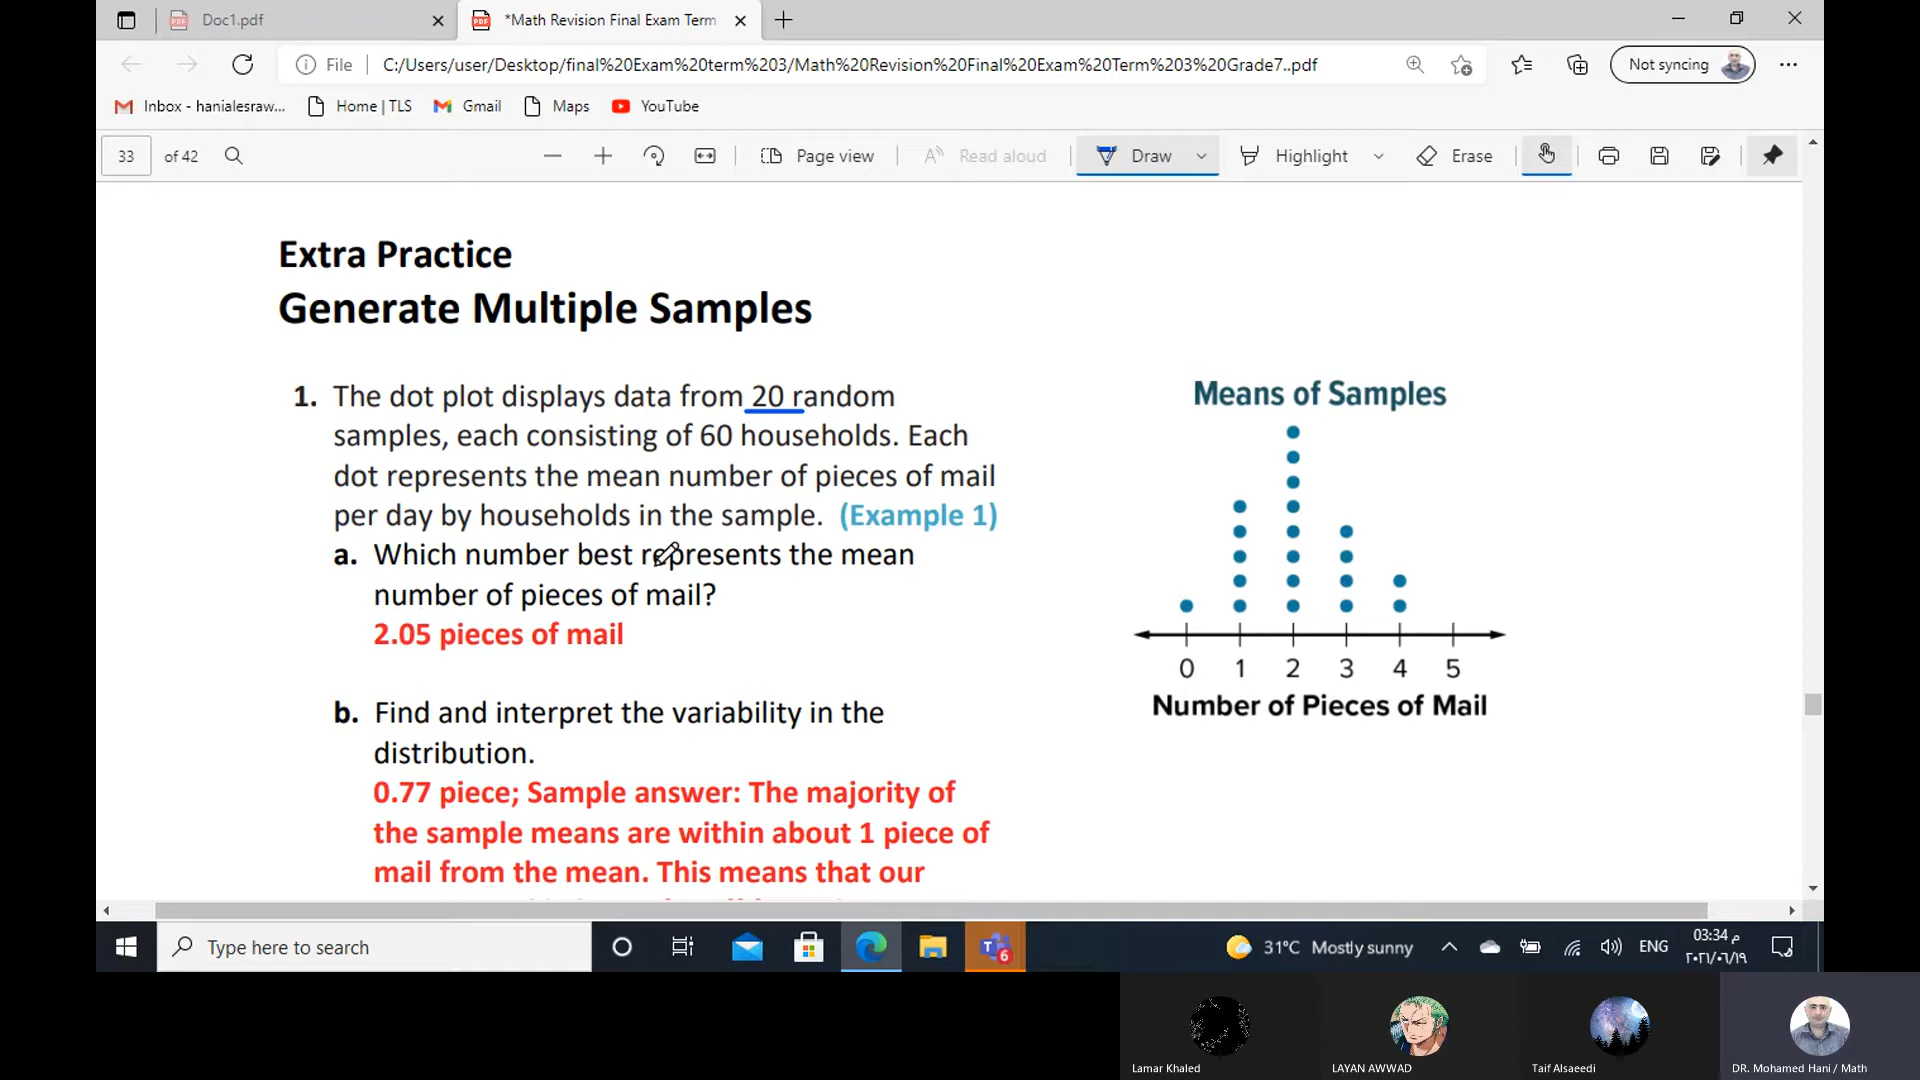 Doc1.pdf
*Math Revision Final Exam Term
File
C:/Users/user/Desktop/final%20Exam%20term%203/Math%20Revision%20Final%20Exam%20Term%203%20Grade7..pdf
Not syncing
Inbox - hanialesraw...
Home | TLS
Gmail
Maps
YouTube
33 of 42
Page view
Read aloud
Draw
Highlight
Erase
Extra Practice
Generate Multiple Samples
1. The dot plot displays data from 20 random
samples, each consisting of 60 households. Each
dot represents the mean number of pieces of mail
per day by households in the sample. (Example 1)
a. Which number best represents the mean
number of pieces of mail?
2.05 pieces of mail
b. Find and interpret the variability in the
distribution.
0.77 piece; Sample answer: The majority of
the sample means are within about 1 piece of
mail from the mean. This means that our
Means of Samples
0 1 2 3 4 5
Number of Pieces of Mail
Type here to search
6
31°C Mostly sunny
ENG
03:34 م
٢٠٢١/٠٦/١٩
Lamar Khaled
LAYAN AWWAD
Taif Alsaeedi
DR. Mohamed Hani / Math